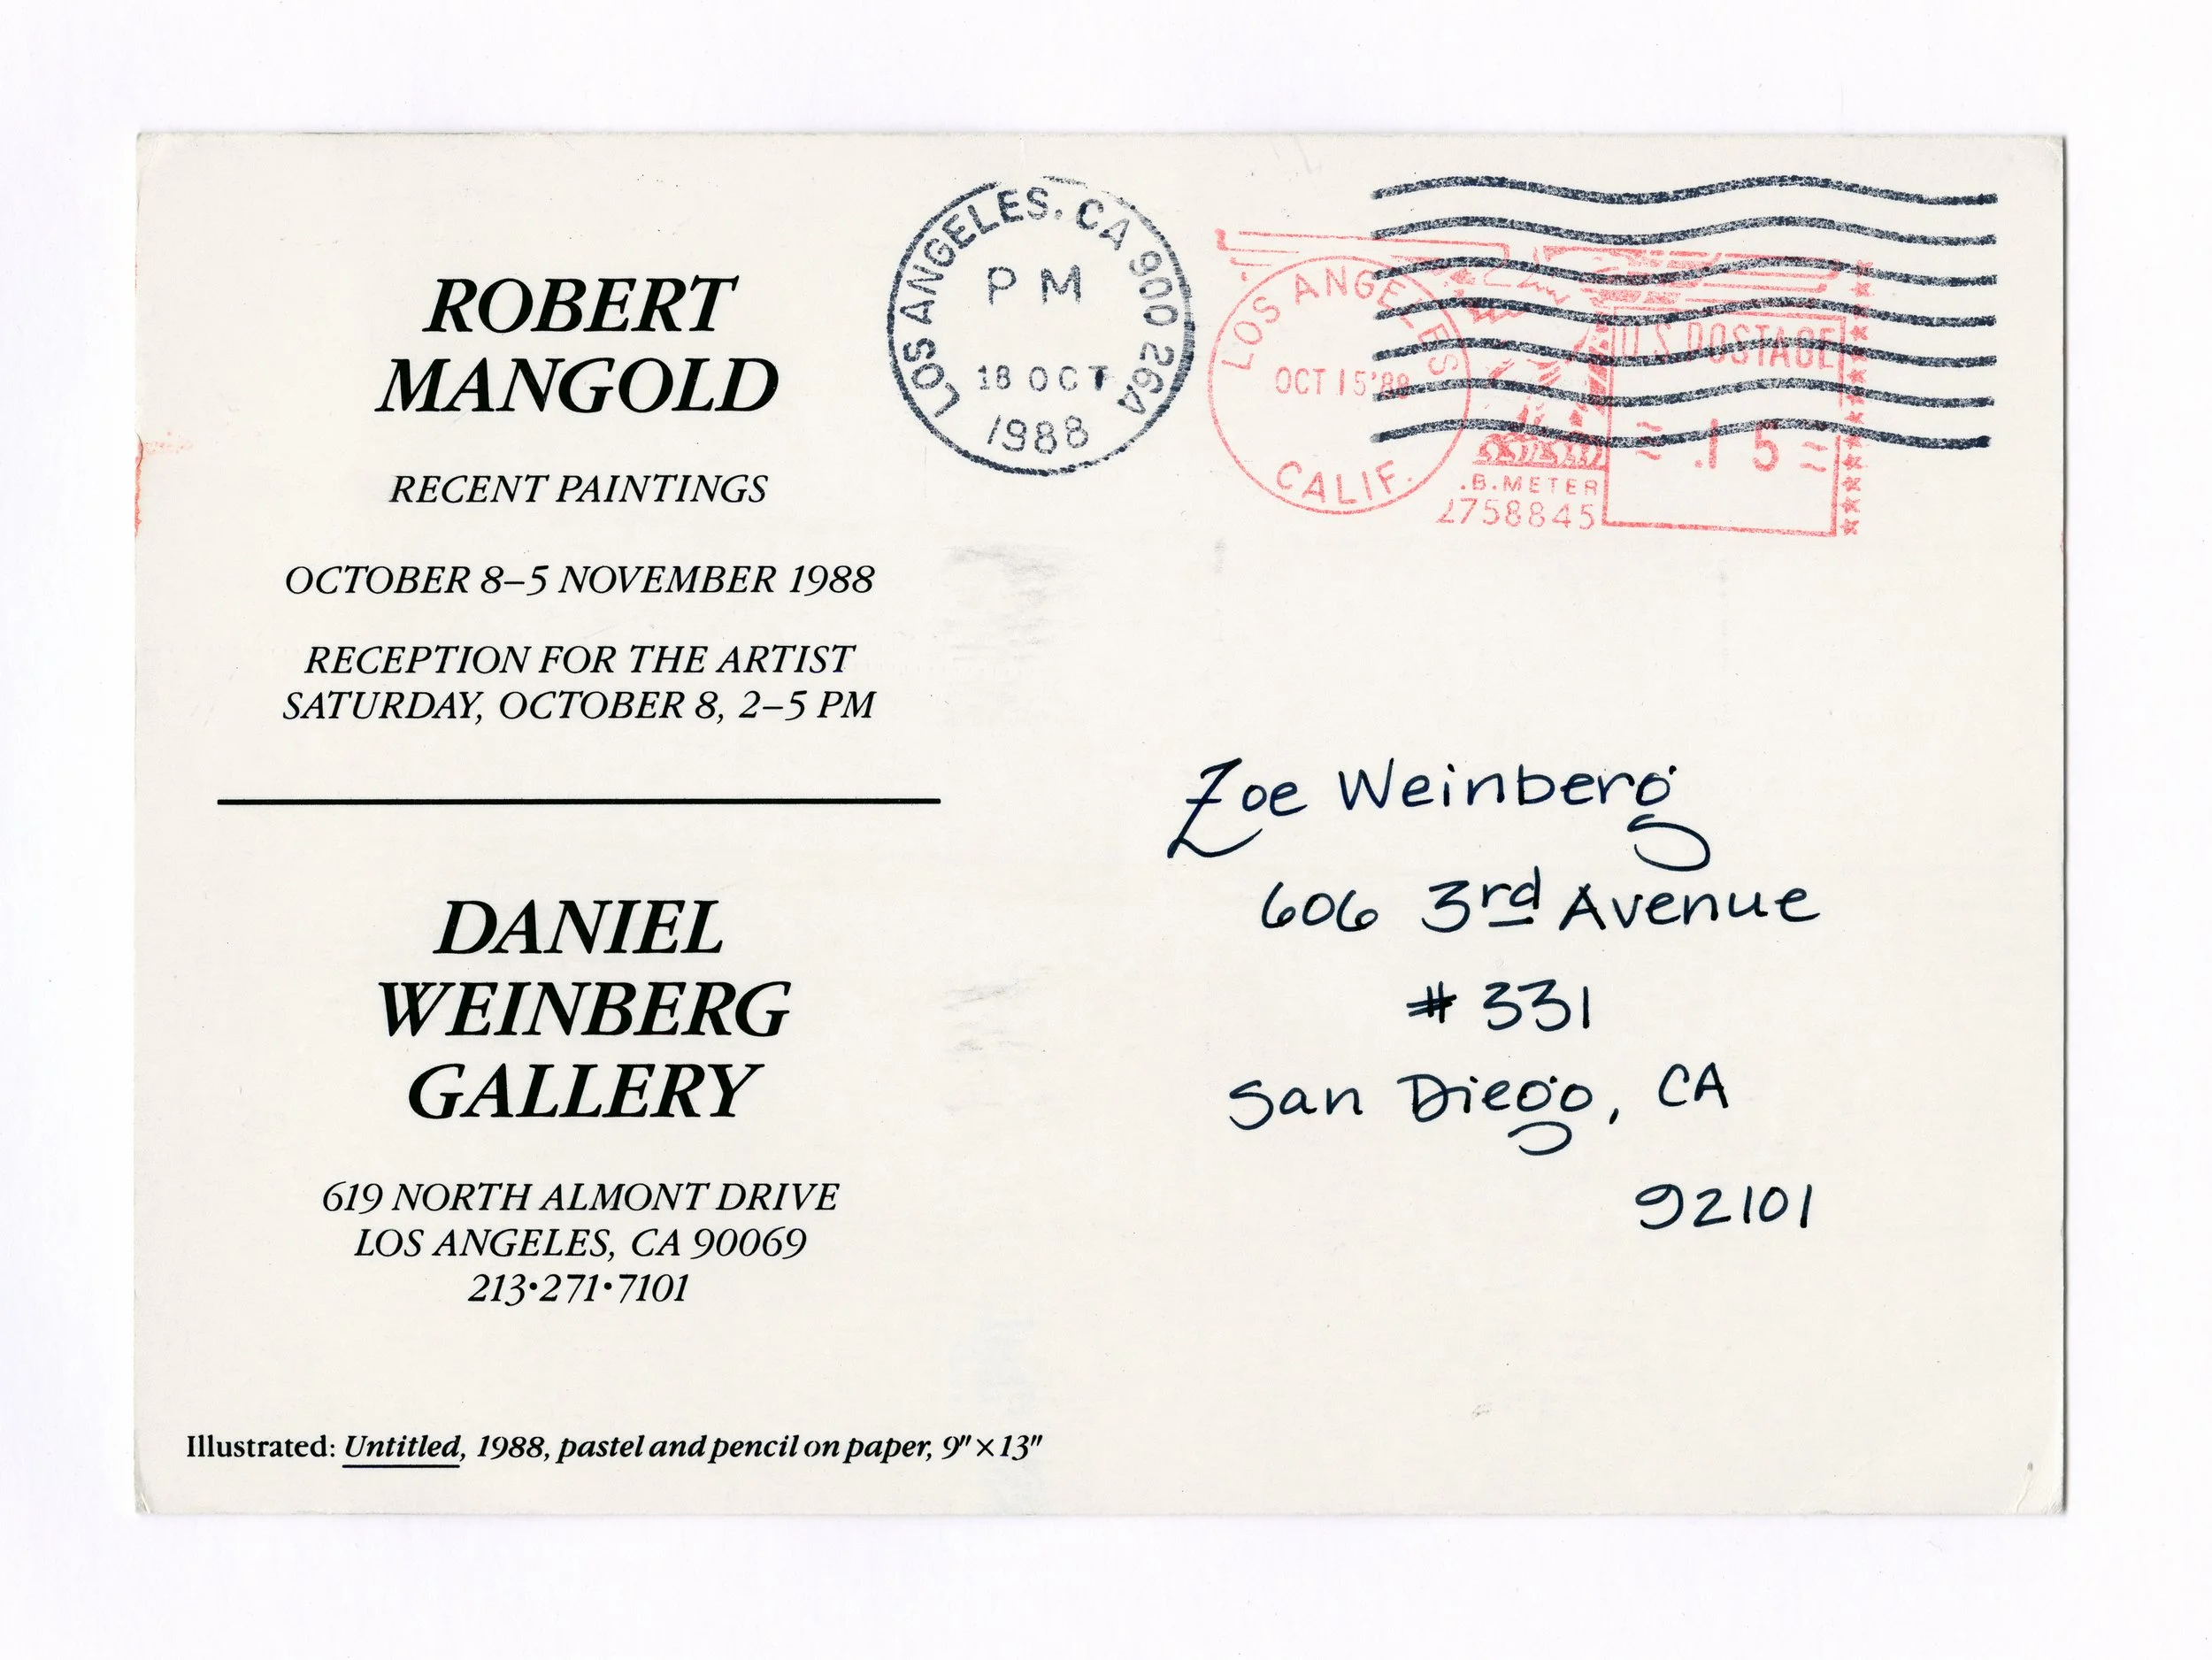 ROBERT
MANGOLD
RECENT PAINTINGS
OCTOBER 8–5 NOVEMBER 1988
RECEPTION FOR THE ARTIST
SATURDAY, OCTOBER 8, 2–5 PM
DANIEL
WEINBERG
GALLERY
619 NORTH ALMONT DRIVE
LOS ANGELES, CA 90069
213•271•7101
Illustrated: Untitled, 1988, pastel and pencil on paper, 9" × 13"
LOS ANGELES, CA 900 26A
PM
18 OCT
1988
LOS ANGELES
OCT 15 '88
CALIF.
.B. METER
2758845
U.S. POSTAGE
.15
Zoe Weinberg
606 3rd Avenue
# 331
San Diego, CA
92101